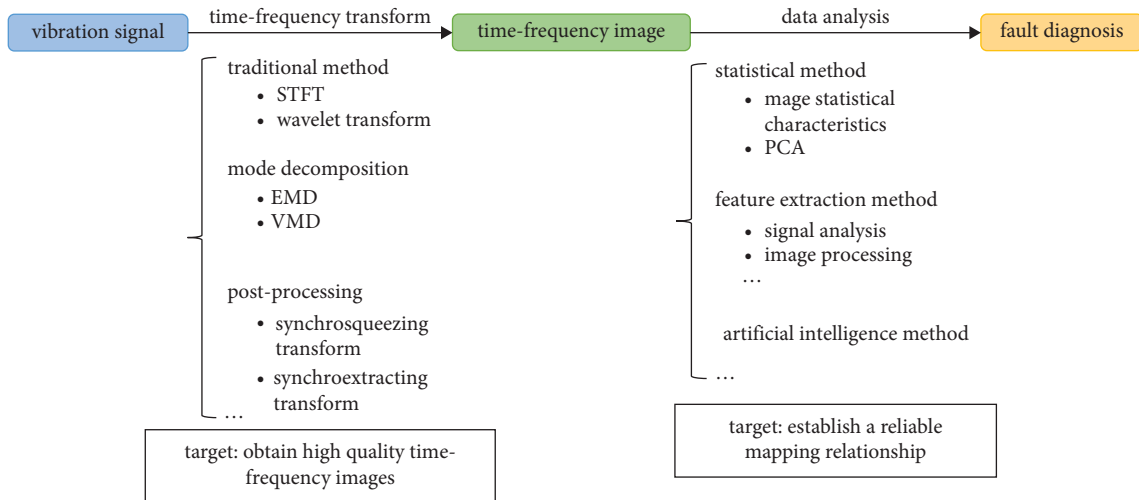 vibration signal
time-frequency transform
time-frequency image
data analysis
fault diagnosis
traditional method
• STFT
• wavelet transform
mode decomposition
• EMD
• VMD
post-processing
• synchrosqueezing
transform
• synchroextracting
transform
...
target: obtain high quality time-
frequency images
statistical method
• mage statistical
characteristics
• PCA
feature extraction method
• signal analysis
• image processing
...
artificial intelligence method
...
target: establish a reliable
mapping relationship